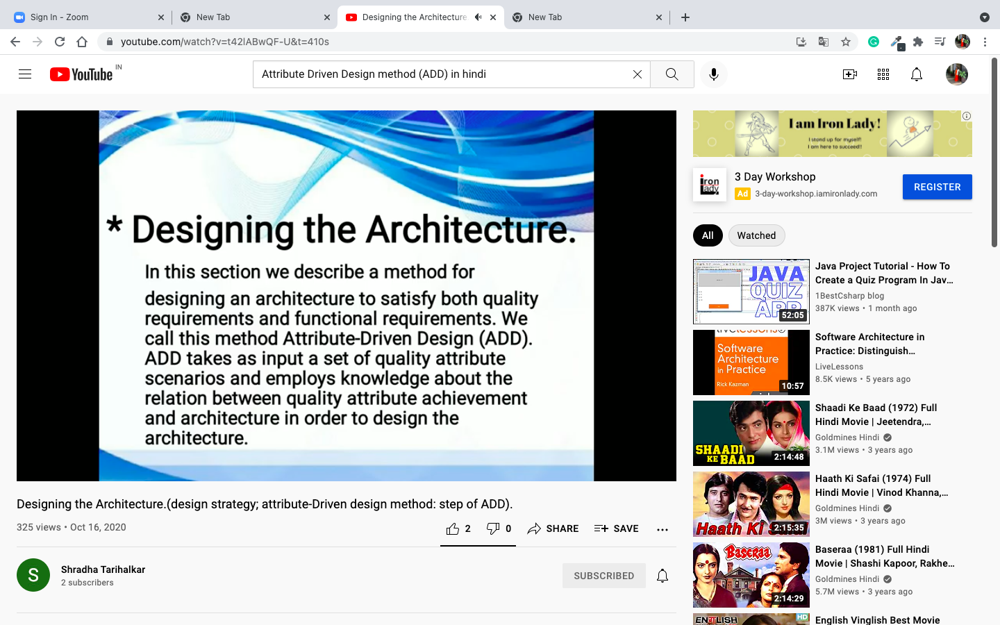 Sign In - Zoom
New Tab
Designing the Architecture
New Tab
youtube.com/watch?v=t42lABwQF-U&t=410s
YouTube IN
Attribute Driven Design method (ADD) in hindi
* Designing the Architecture.
In this section we describe a method for
designing an architecture to satisfy both quality
requirements and functional requirements. We
call this method Attribute-Driven Design (ADD).
ADD takes as input a set of quality attribute
scenarios and employs knowledge about the
relation between quality attribute achievement
and architecture in order to design the
architecture.
Designing the Architecture.(design strategy; attribute-Driven design method: step of ADD).
325 views • Oct 16, 2020
2
0
SHARE
SAVE
S
Shradha Tarihalkar
2 subscribers
SUBSCRIBED
I am Iron Lady!
I stand up for myself!
I am here to succeed!!
Iron
Lady
3 Day Workshop
Ad 3-day-workshop.iamironlady.com
REGISTER
All
Watched
JAVA
QUIZ
APP
52:05
Java Project Tutorial - How To
Create a Quiz Program In Jav...
1BestCsharp blog
387K views • 1 month ago
livelessons
Software
Architecture
in Practice
Rick Kazman
10:57
Software Architecture in
Practice: Distinguish...
LiveLessons
8.5K views • 5 years ago
SHAADI
KE BAAD
2:14:48
Shaadi Ke Baad (1972) Full
Hindi Movie | Jeetendra,...
Goldmines Hindi
3.1M views • 3 years ago
Haath Ki Safai
2:15:35
Haath Ki Safai (1974) Full
Hindi Movie | Vinod Khanna,...
Goldmines Hindi
3M views • 3 years ago
Baseraa
2:14:29
Baseraa (1981) Full Hindi
Movie | Shashi Kapoor, Rakhe...
Goldmines Hindi
5.7M views • 3 years ago
ENGLISH
HD
English Vinglish Best Movie